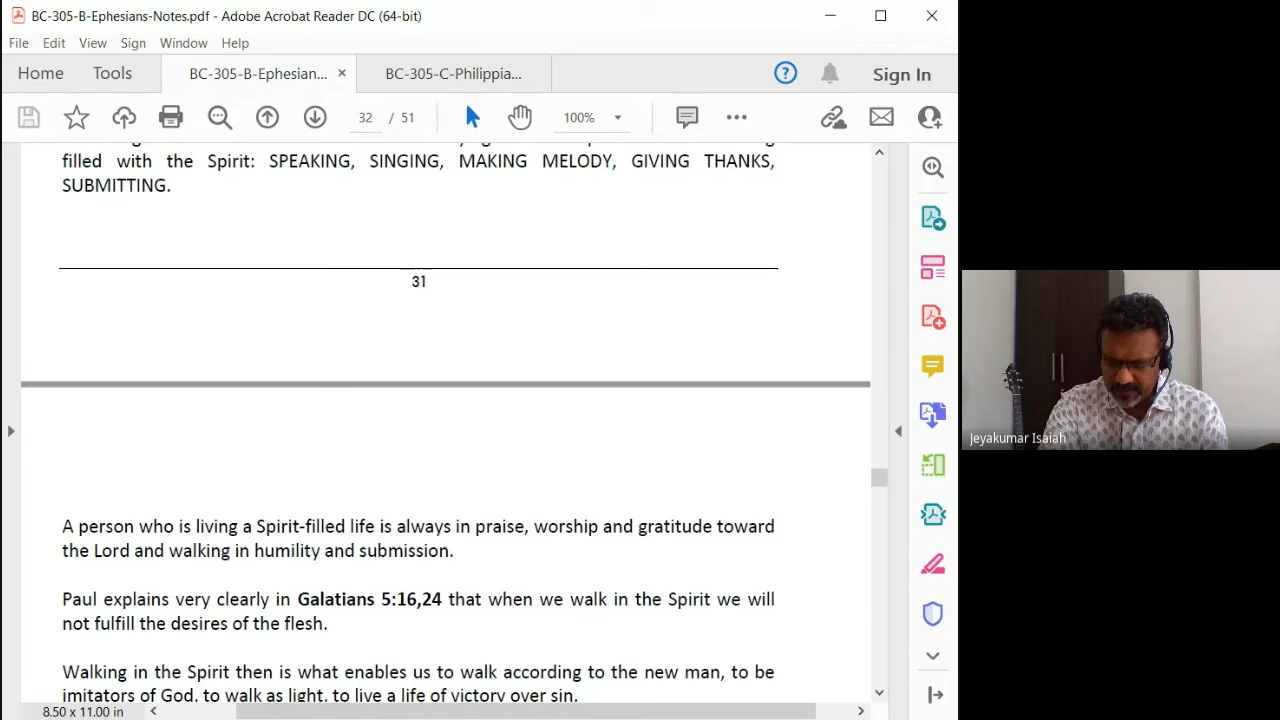 BC-305-B-Ephesians-Notes.pdf - Adobe Acrobat Reader DC (64-bit)
File Edit View Sign Window Help
Home Tools BC-305-B-Ephesian... × BC-305-C-Philippia... Sign In
32 / 51 100%
filled with the Spirit: SPEAKING, SINGING, MAKING MELODY, GIVING THANKS,
SUBMITTING.
31
A person who is living a Spirit-filled life is always in praise, worship and gratitude toward
the Lord and walking in humility and submission.
Paul explains very clearly in Galatians 5:16,24 that when we walk in the Spirit we will
not fulfill the desires of the flesh.
Walking in the Spirit then is what enables us to walk according to the new man, to be
imitators of God, to walk as light, to live a life of victory over sin.
8.50 x 11.00 in
Jeyakumar Isaiah